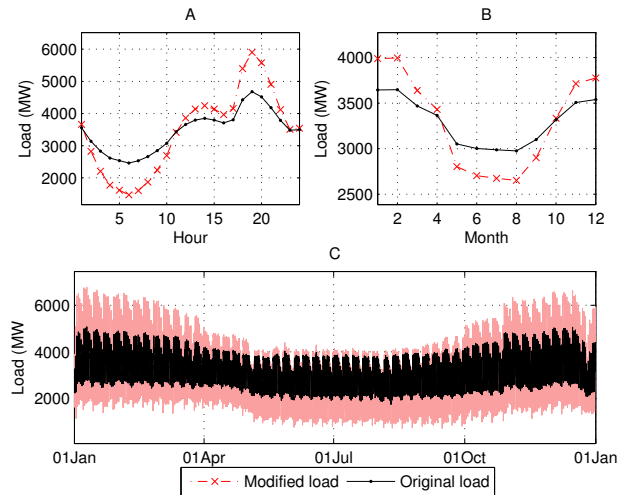 A
6000
5000
4000
3000
2000
Load (MW)
5
10
15
20
Hour
B
4000
3500
3000
2500
Load (MW)
2
4
6
8
10
12
Month
C
6000
4000
2000
Load (MW
01Jan
01Apr
01Jul
01Oct
01Jan
Modified load
Original load